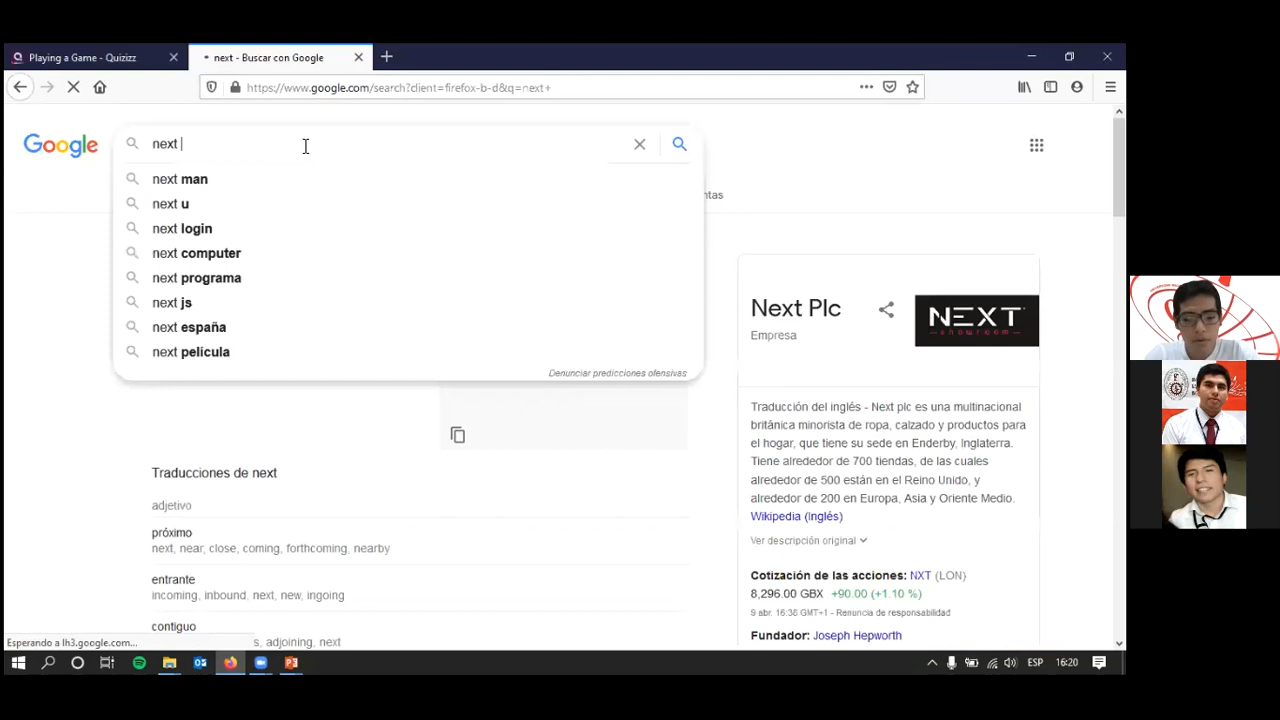 Playing a Game - Quizizz
next - Buscar con Google
https://www.google.com/search?client=firefox-b-d&q=next+
Google
next
next man
next u
next login
next computer
next programa
next js
next españa
next película
Denunciar predicciones ofensivas
ntas
Next Plc
Empresa
NEXT
showroom
Traducción del inglés - Next plc es una multinacional
británica minorista de ropa, calzado y productos para
el hogar, que tiene su sede en Enderby, Inglaterra.
Tiene alrededor de 700 tiendas, de las cuales
alrededor de 500 están en el Reino Unido, y
alrededor de 200 en Europa, Asia y Oriente Medio.
Wikipedia (Inglés)
Ver descripción original
Cotización de las acciones: NXT (LON)
8,296.00 GBX +90.00 (+1.10 %)
9 abr. 16:38 GMT+1 - Renuncia de responsabilidad
Fundador: Joseph Hepworth
Traducciones de next
adjetivo
próximo
next, near, close, coming, forthcoming, nearby
entrante
incoming, inbound, next, new, ingoing
contiguo
s, adjoining, next
Esperando a lh3.google.com...
ESP
16:20